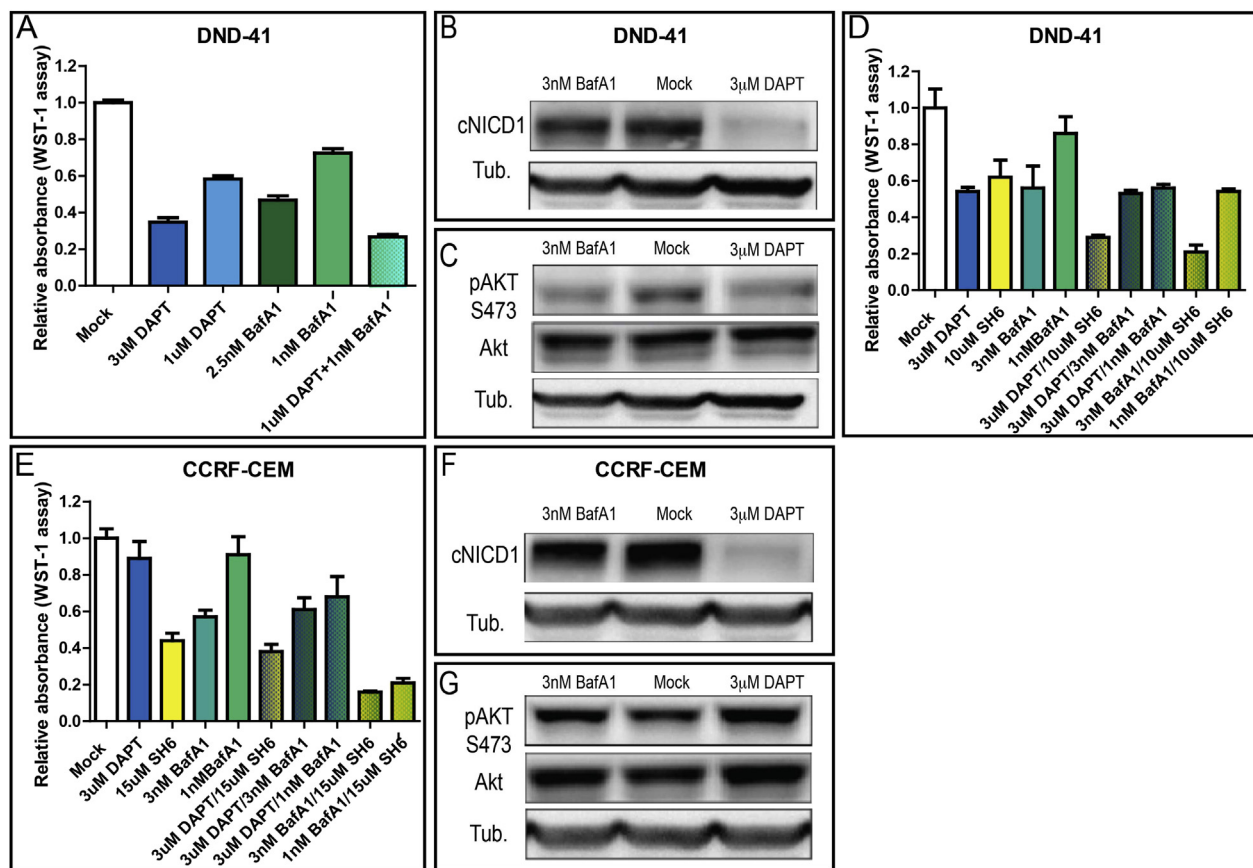 A
DND-41
Relative absorbance (WST-1 assay)
1.2
1.0
0.8
0.6
0.4
0.2
0.0
Mock
3uM DAPT
1uM DAPT
2.5nM BafA1
1nM BafA1
1uM DAPT+1nM BafA1
B
DND-41
3nM BafA1 Mock 3µM DAPT
cNICD1
Tub.
C
3nM BafA1 Mock 3µM DAPT
pAKT
S473
Akt
Tub.
D
DND-41
Relative absorbance (WST-1 assay)
1.2
1.0
0.8
0.6
0.4
0.2
0.0
Mock
3uM DAPT
10uM SH6
3nM BafA1
1nMBafA1
3uM DAPT/10uM SH6
3uM DAPT/3nM BafA1
3uM DAPT/1nM BafA1
3nM BafA1/10uM SH6
1nM BafA1/10uM SH6
E
CCRF-CEM
Relative absorbance (WST-1 assay)
1.2
1.0
0.8
0.6
0.4
0.2
0.0
Mock
3uM DAPT
15uM SH6
3nM BafA1
1nMBafA1
3uM DAPT/15uM SH6
3uM DAPT/3nM BafA1
3uM DAPT/1nM BafA1
3nM BafA1/15uM SH6
1nM BafA1/15uM SH6
F
CCRF-CEM
3nM BafA1 Mock 3µM DAPT
cNICD1
Tub.
G
3nM BafA1 Mock 3µM DAPT
pAKT
S473
Akt
Tub.